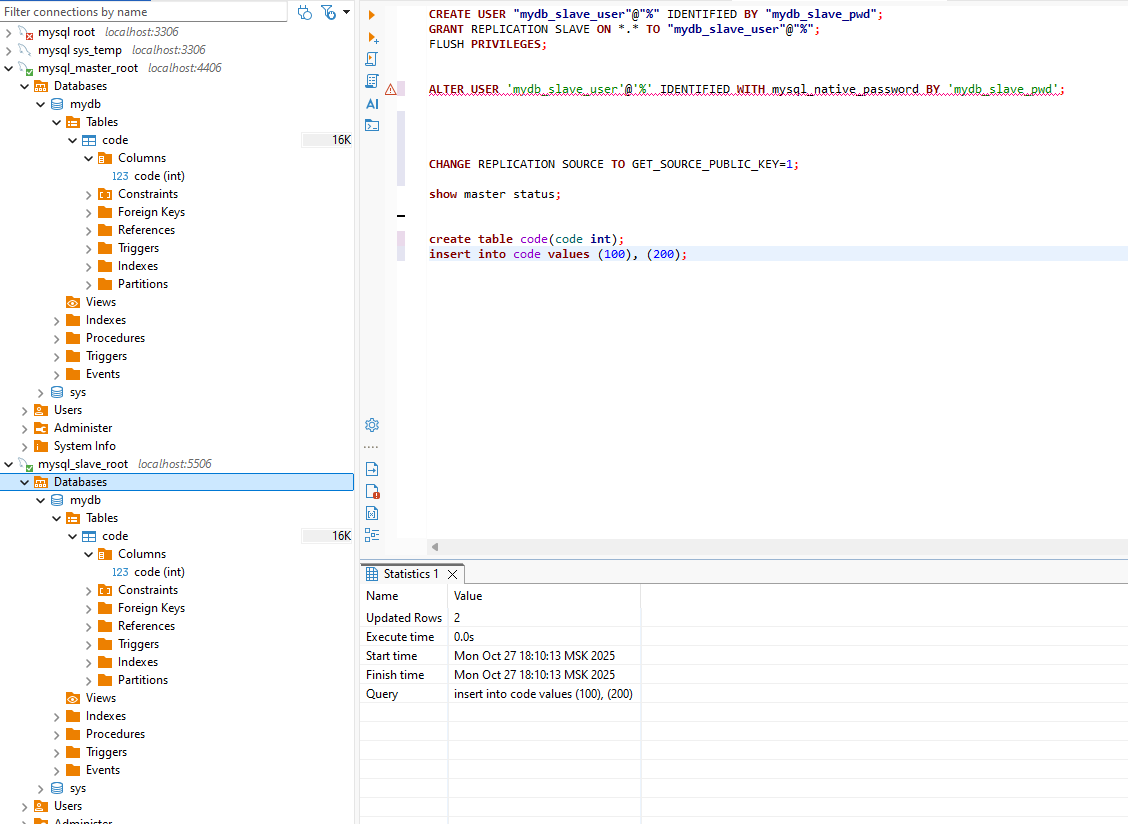 Filter connections by name
mysql root localhost:3306
mysql sys_temp localhost:3306
mysql_master_root localhost:4406
Databases
mydb
Tables
code 16K
Columns
123 code (int)
Constraints
Foreign Keys
References
Triggers
Indexes
Partitions
Views
Indexes
Procedures
Triggers
Events
sys
Users
Administer
System Info
mysql_slave_root localhost:5506
Databases
mydb
Tables
code 16K
Columns
123 code (int)
Constraints
Foreign Keys
References
Triggers
Indexes
Partitions
Views
Indexes
Procedures
Triggers
Events
sys
Users
Administer
AI
CREATE USER "mydb_slave_user"@"%" IDENTIFIED BY "mydb_slave_pwd";
GRANT REPLICATION SLAVE ON *.* TO "mydb_slave_user"@"%";
FLUSH PRIVILEGES;
ALTER USER 'mydb_slave_user'@'%' IDENTIFIED WITH mysql_native_password BY 'mydb_slave_pwd';
CHANGE REPLICATION SOURCE TO GET_SOURCE_PUBLIC_KEY=1;
show master status;
create table code(code int);
insert into code values (100), (200);
Statistics 1
Name Value
Updated Rows 2
Execute time 0.0s
Start time Mon Oct 27 18:10:13 MSK 2025
Finish time Mon Oct 27 18:10:13 MSK 2025
Query insert into code values (100), (200)